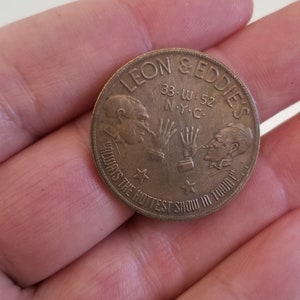 LEON & EDDIE'S
33·W·52
N·Y·C
"ALWAYS THE HOTTEST SHOW IN TOWN!"